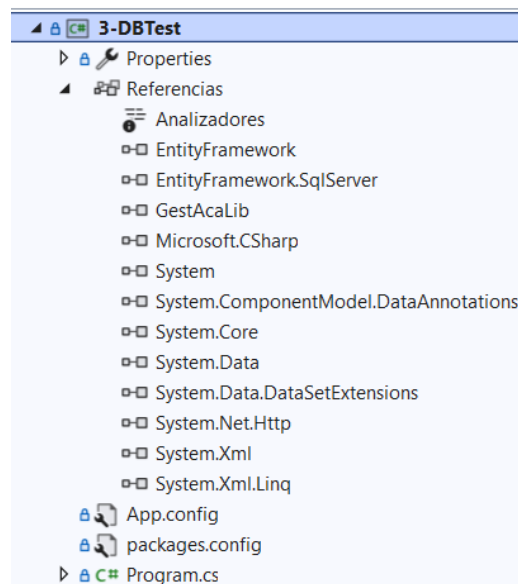 C# 3-DBTest
Properties
Referencias
Analizadores
EntityFramework
EntityFramework.SqlServer
GestAcaLib
Microsoft.CSharp
System
System.ComponentModel.DataAnnotations
System.Core
System.Data
System.Data.DataSetExtensions
System.Net.Http
System.Xml
System.Xml.Linq
App.config
packages.config
C# Program.cs